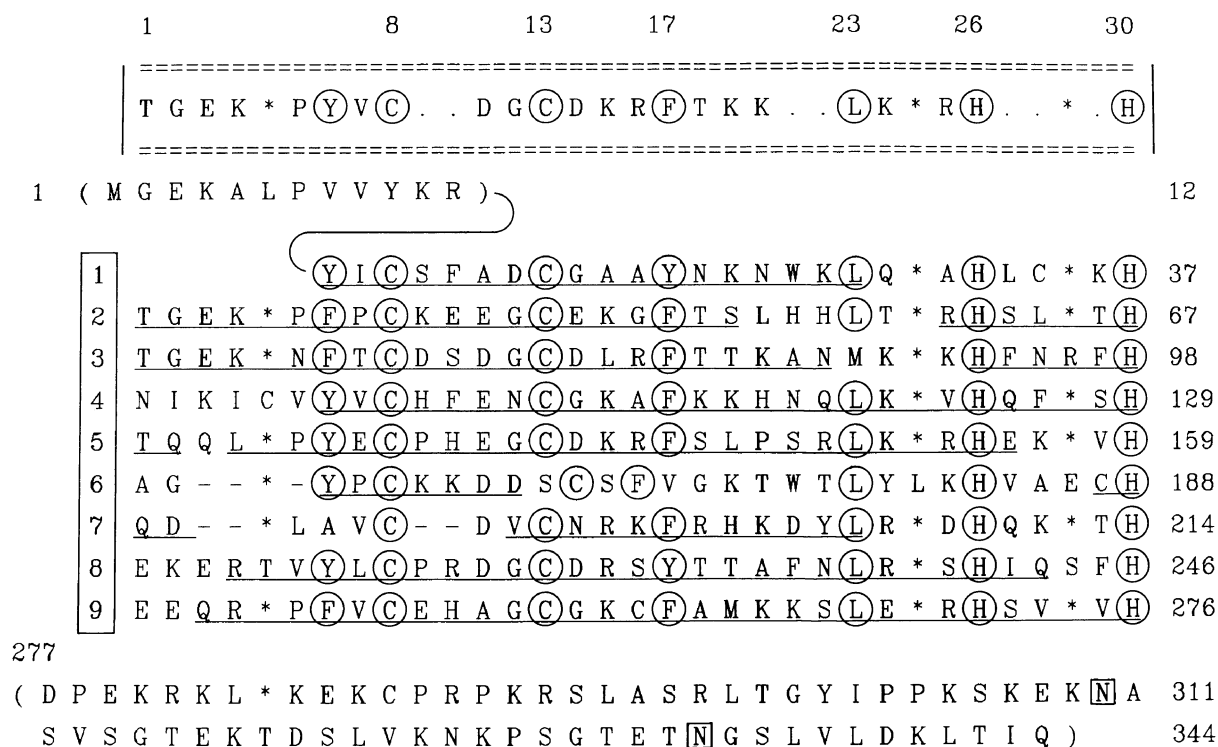 1 8 13 17 23 26 30
T G E K * P Y V C . . D G C D K R F T K K . . L K * R H . . * . H
1 ( M G E K A L P V V Y K R ) 12
1 Y I C S F A D C G A A Y N K N W K L Q * A H L C * K H 37
2 T G E K * P F P C K E E G C E K G F T S L H H L T * R H S L * T H 67
3 T G E K * N F T C D S D G C D L R F T T K A N M K * K H F N R F H 98
4 N I K I C V Y V C H F E N C G K A F K K H N Q L K * V H Q F * S H 129
5 T Q Q L * P Y E C P H E G C D K R F S L P S R L K * R H E K * V H 159
6 A G - - * - Y P C K K D D S C S F V G K T W T L Y L K H V A E C H 188
7 Q D - - * L A V C - - D V C N R K F R H K D Y L R * D H Q K * T H 214
8 E K E R T V Y L C P R D G C D R S Y T T A F N L R * S H I Q S F H 246
9 E E Q R * P F V C E H A G C G K C F A M K K S L E * R H S V * V H 276
277
( D P E K R K L * K E K C P R P K R S L A S R L T G Y I P P K S K E K N A 311
S V S G T E K T D S L V K N K P S G T E T N G S L V L D K L T I Q ) 344